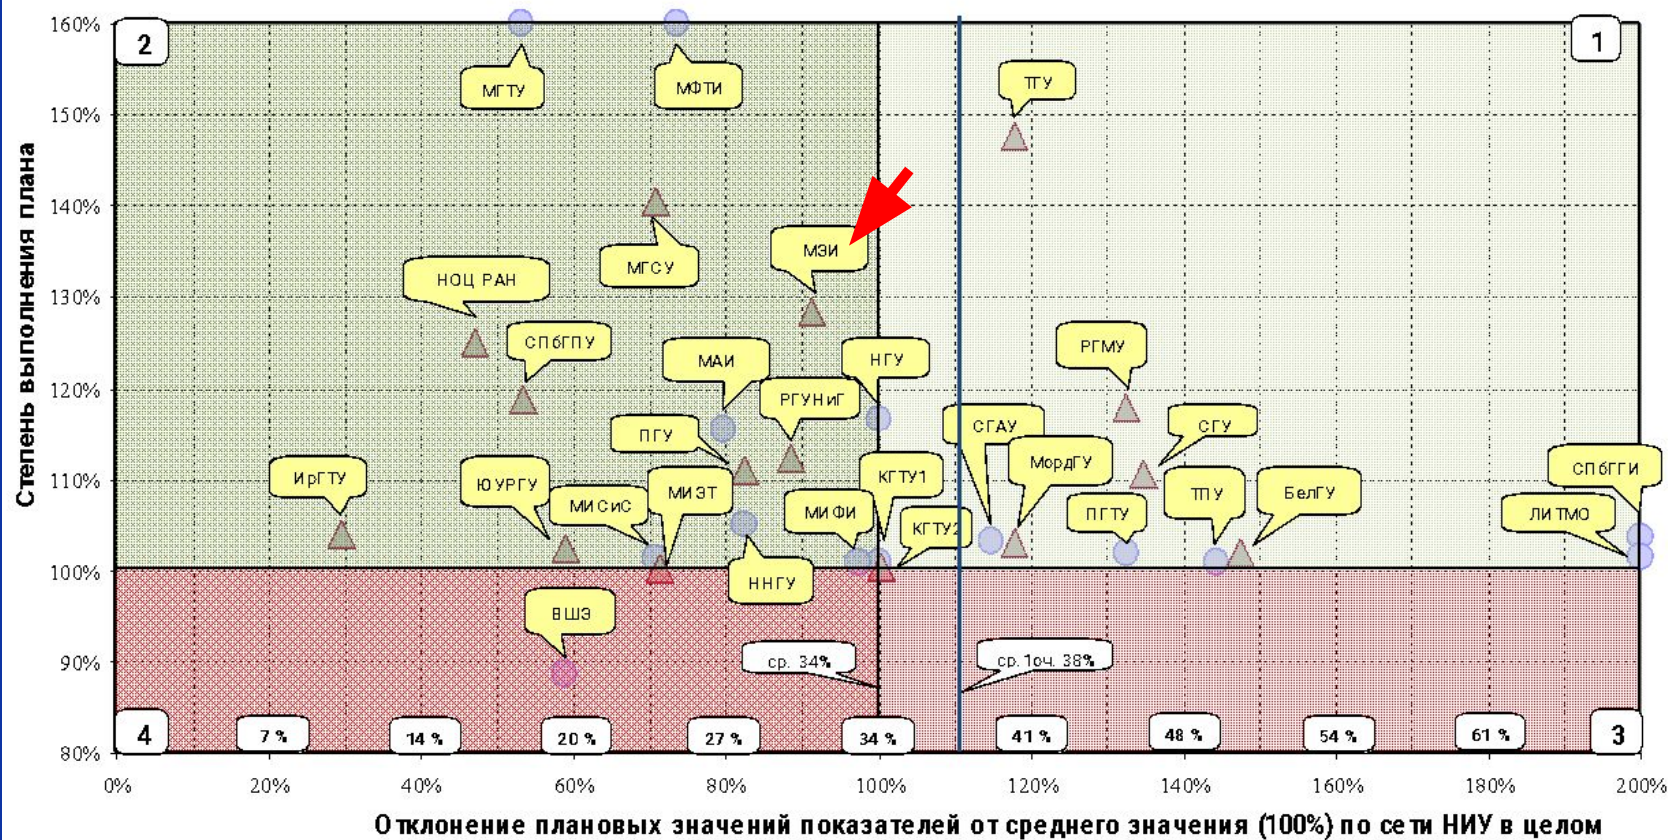 160%
2
1
МГТУ
МФТИ
ТГУ
150%
140%
МГСУ
МЭИ
НОЦ РАН
130%
СПбГПУ
МАИ
НГУ
РГМУ
120%
РГУНиГ
ПГУ
СГАУ
СГУ
МордГУ
ИрГТУ
ЮУРГУ
МИСиС
МИЭТ
МИФИ
КГТУ1
КГТУ2
ПГТУ
ТПУ
БелГУ
СПбГГИ
ЛИТМО
110%
100%
ННГУ
ВШЭ
ср. 34%
ср.1оч. 38%
90%
4
7 %
14 %
20 %
27 %
34 %
41 %
48 %
54 %
61 %
3
80%
0%
20%
40%
60%
80%
100%
120%
140%
160%
180%
200%
Степень выполнения плана
Отклонение плановых значений показателей от среднего значения (100%) по сети НИУ в целом